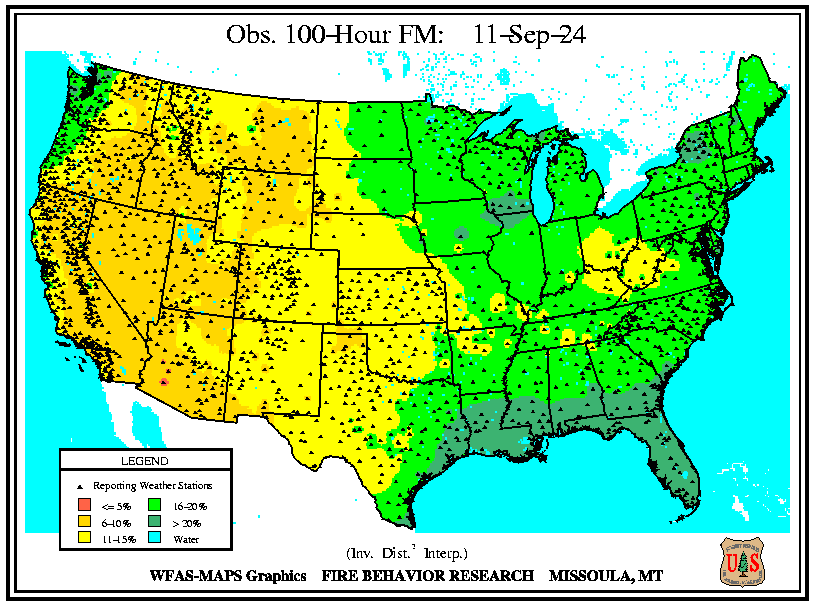 Obs. 100-Hour FM: 11-Sep-24
LEGEND
Reporting Weather Stations
<= 5% 16-20%
6-10% > 20%
11-15% Water
(Inv. Dist.² Interp.)
WFAS-MAPS Graphics FIRE BEHAVIOR RESEARCH MISSOULA, MT
U S